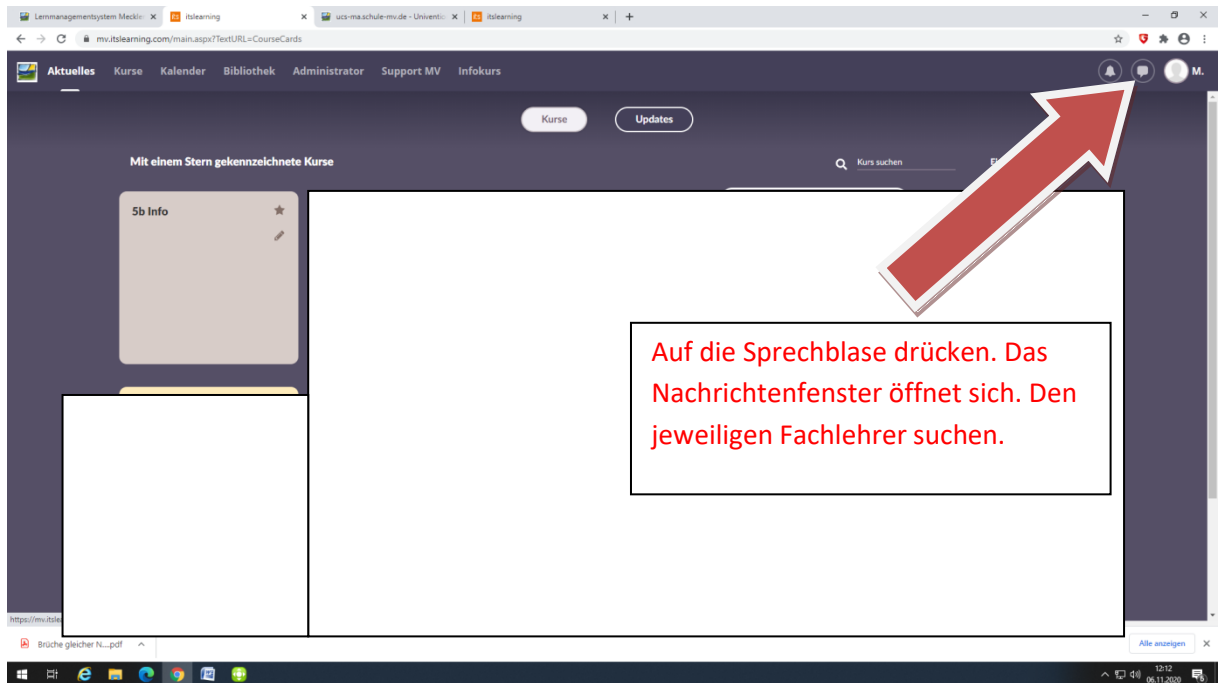 Lernmanagementsystem Meckle
itslearning
ucs-ma.schule-mv.de - Univentio
itslearning
mv.itslearning.com/main.aspx?TextURL=CourseCards
Aktuelles Kurse Kalender Bibliothek Administrator Support MV Infokurs
M.
Kurse Updates
Mit einem Stern gekennzeichnete Kurse
Kurs suchen
5b Info
Auf die Sprechblase drücken. Das
Nachrichtenfenster öffnet sich. Den
jeweiligen Fachlehrer suchen.
https://mv.itsle
Brüche gleicher N....pdf
Alle anzeigen
12:12
06.11.2020